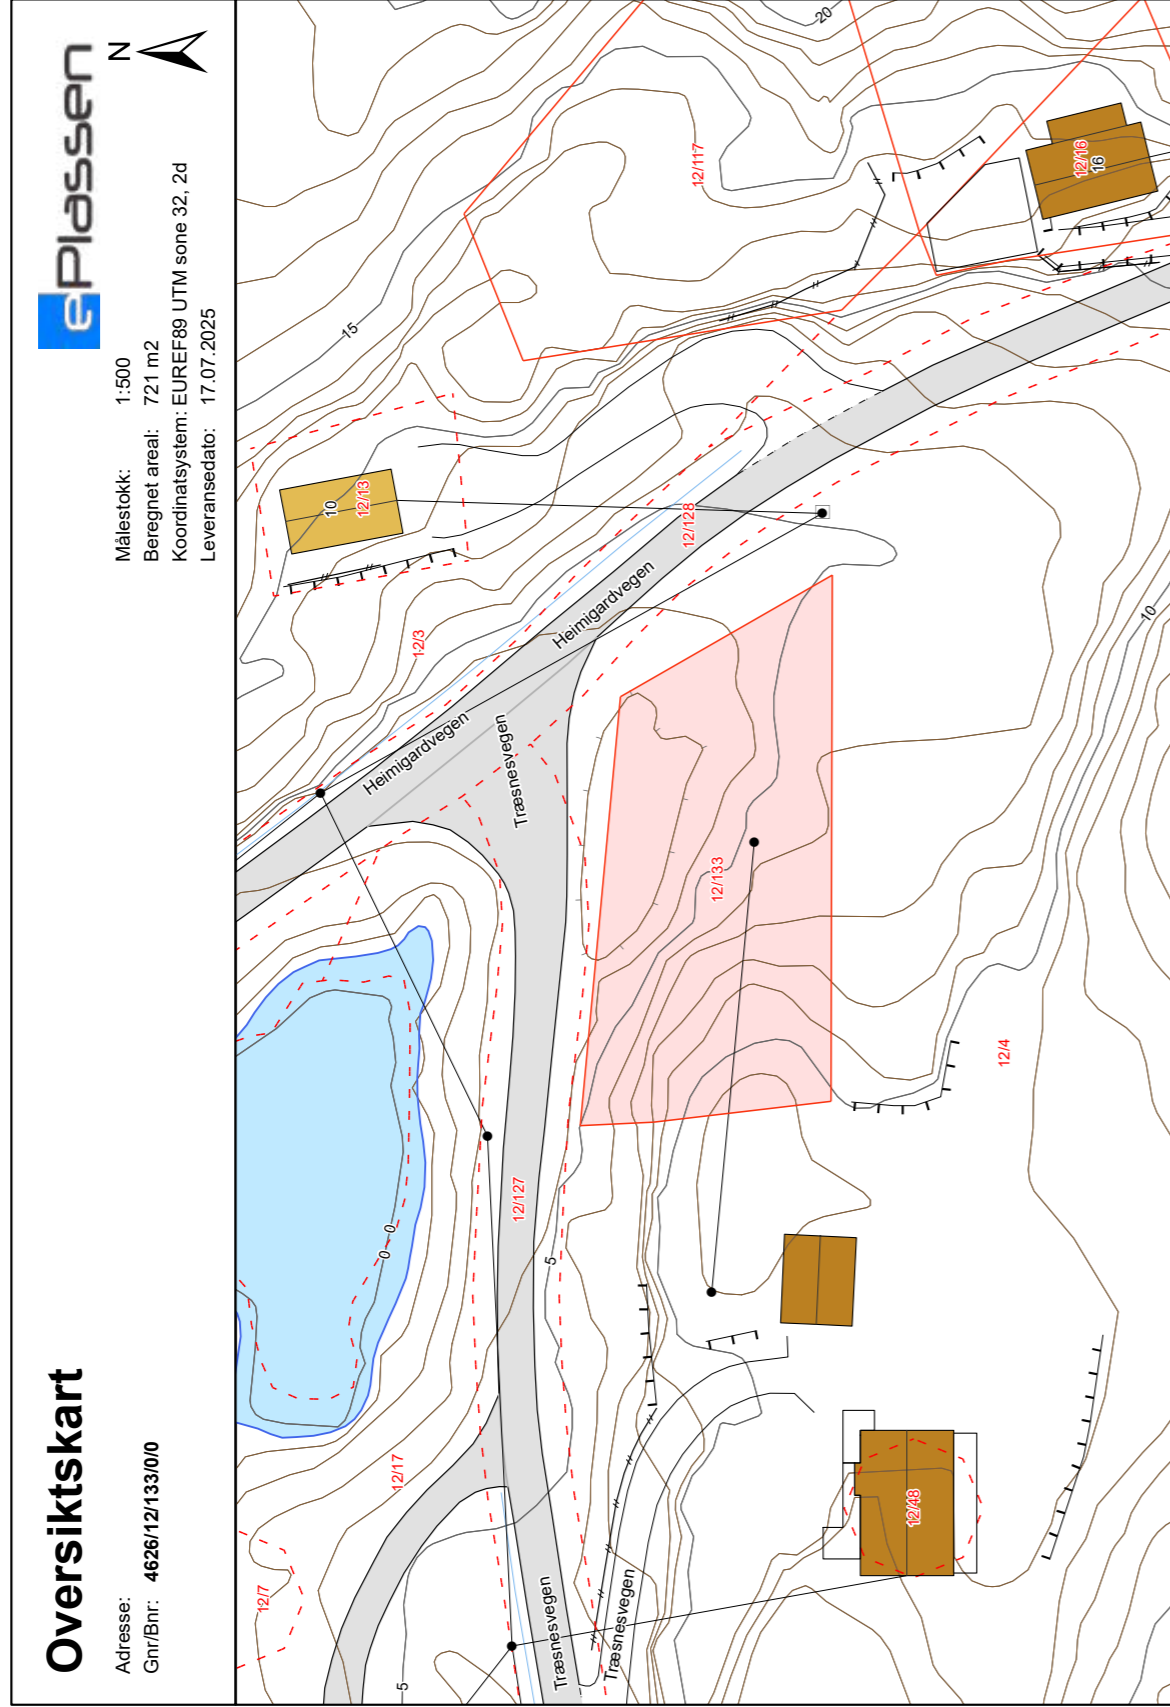 Oversiktskart
ePlassen
N
Adresse:
Gnr/Bnr: 4626/12/133/0/0
Målestokk: 1:500
Beregnet areal: 721 m2
Koordinatsystem: EUREF89 UTM sone 32, 2d
Leveransedato: 17.07.2025
12/7
12/17
5
0
0
15
10
12/13
12/3
Heimigardvegen
Træsnesvegen
Heimigardvegen
12/128
12/117
20
12/16
16
12/127
5
12/133
Træsnesvegen
Træsnesvegen
12/48
12/4
10